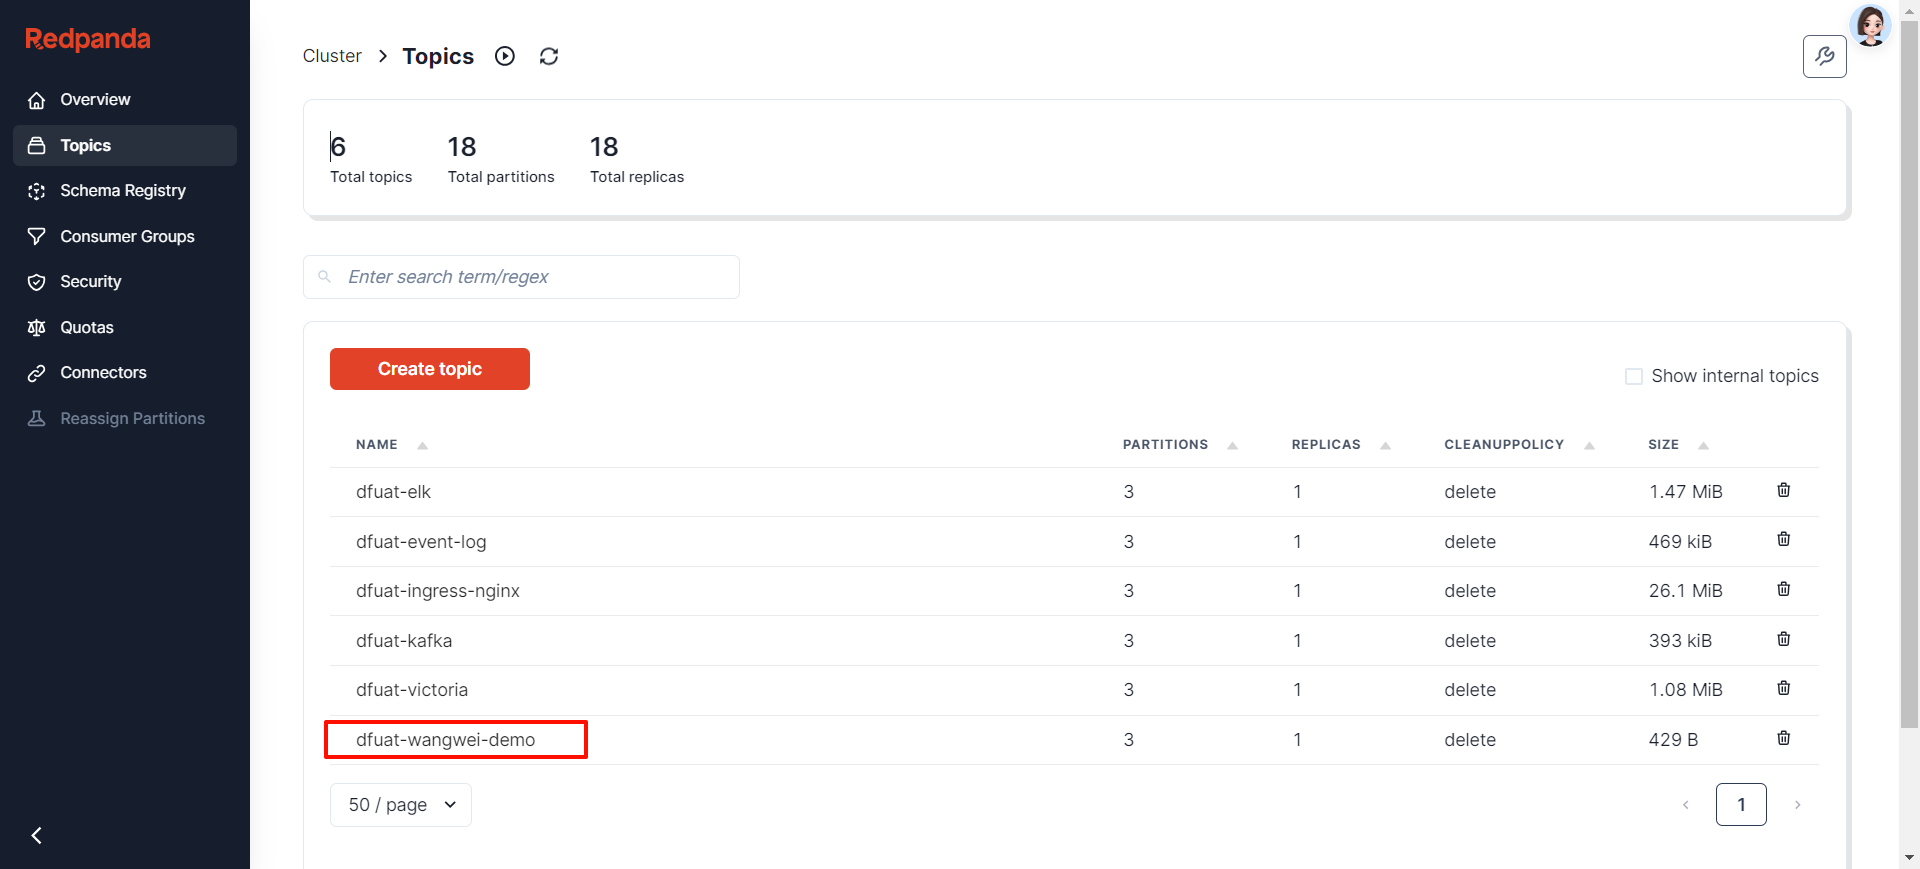 Redpanda
Overview
Topics
Schema Registry
Consumer Groups
Security
Quotas
Connectors
Reassign Partitions
Cluster > Topics
6 18 18
Total topics Total partitions Total replicas
Enter search term/regex
Create topic
Show internal topics
NAME PARTITIONS REPLICAS CLEANUPPOLICY SIZE
dfuat-elk 3 1 delete 1.47 MiB
dfuat-event-log 3 1 delete 469 kiB
dfuat-ingress-nginx 3 1 delete 26.1 MiB
dfuat-kafka 3 1 delete 393 kiB
dfuat-victoria 3 1 delete 1.08 MiB
dfuat-wangwei-demo 3 1 delete 429 B
50 / page
1